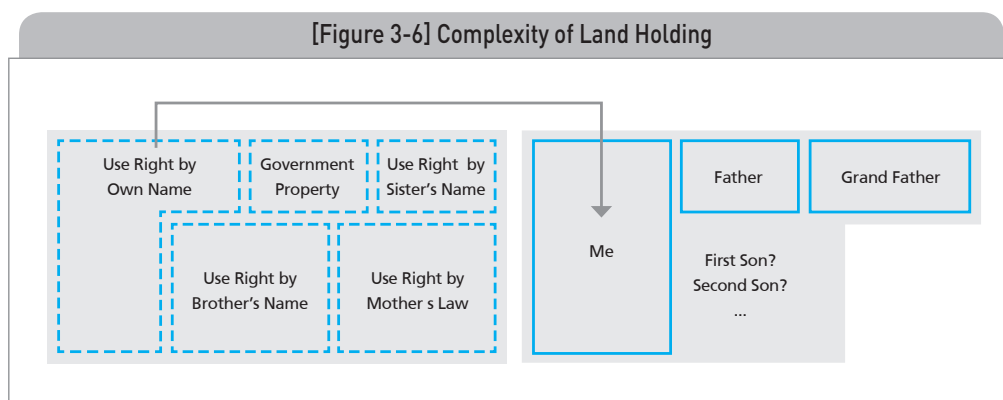 [Figure 3-6] Complexity of Land Holding
Use Right by
Own Name
Government
Property
Use Right by
Sister's Name
Use Right by
Brother's Name
Use Right by
Mother s Law
Me
Father
Grand Father
First Son?
Second Son?
...